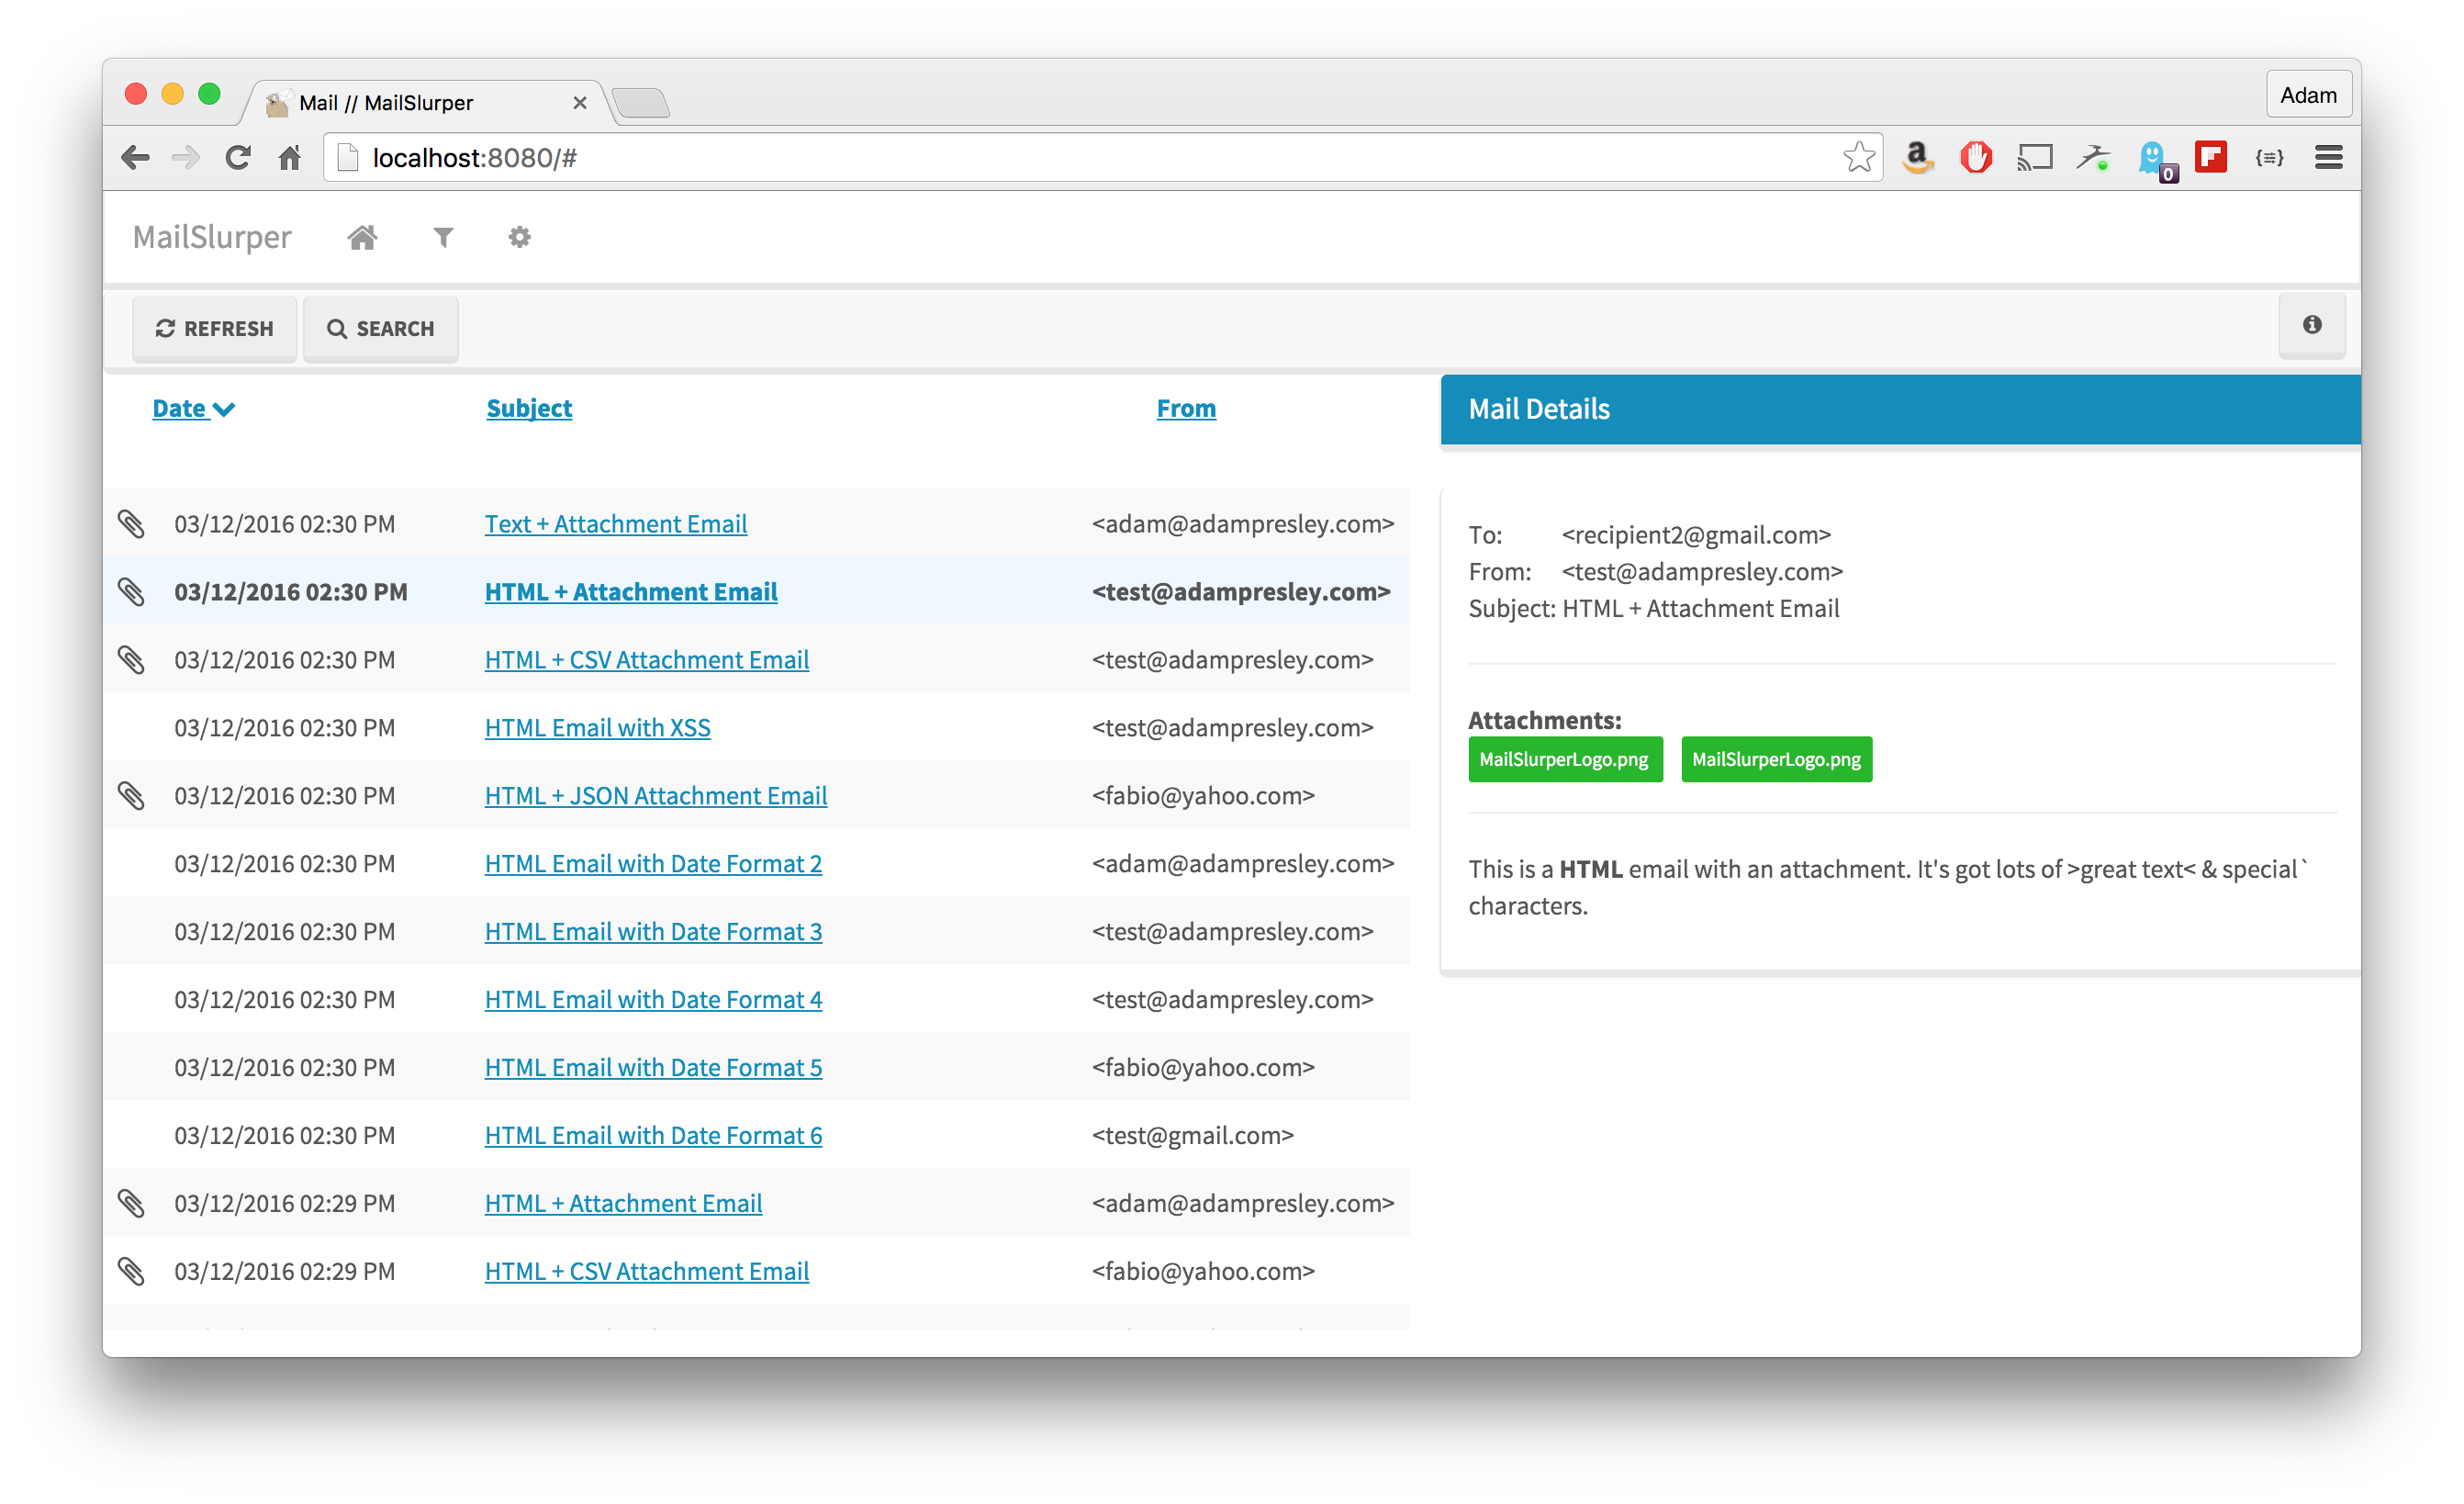 Mail // MailSlurper
Adam
localhost:8080/#
a
0
MailSlurper
REFRESH SEARCH
Date Subject From
03/12/2016 02:30 PM Text + Attachment Email <adam@adampresley.com>
03/12/2016 02:30 PM HTML + Attachment Email <test@adampresley.com>
03/12/2016 02:30 PM HTML + CSV Attachment Email <test@adampresley.com>
03/12/2016 02:30 PM HTML Email with XSS <test@adampresley.com>
03/12/2016 02:30 PM HTML + JSON Attachment Email <fabio@yahoo.com>
03/12/2016 02:30 PM HTML Email with Date Format 2 <adam@adampresley.com>
03/12/2016 02:30 PM HTML Email with Date Format 3 <test@adampresley.com>
03/12/2016 02:30 PM HTML Email with Date Format 4 <test@adampresley.com>
03/12/2016 02:30 PM HTML Email with Date Format 5 <fabio@yahoo.com>
03/12/2016 02:30 PM HTML Email with Date Format 6 <test@gmail.com>
03/12/2016 02:29 PM HTML + Attachment Email <adam@adampresley.com>
03/12/2016 02:29 PM HTML + CSV Attachment Email <fabio@yahoo.com>
Mail Details
To: <recipient2@gmail.com>
From: <test@adampresley.com>
Subject: HTML + Attachment Email
Attachments:
MailSlurperLogo.png MailSlurperLogo.png
This is a HTML email with an attachment. It's got lots of >great text< & special`
characters.